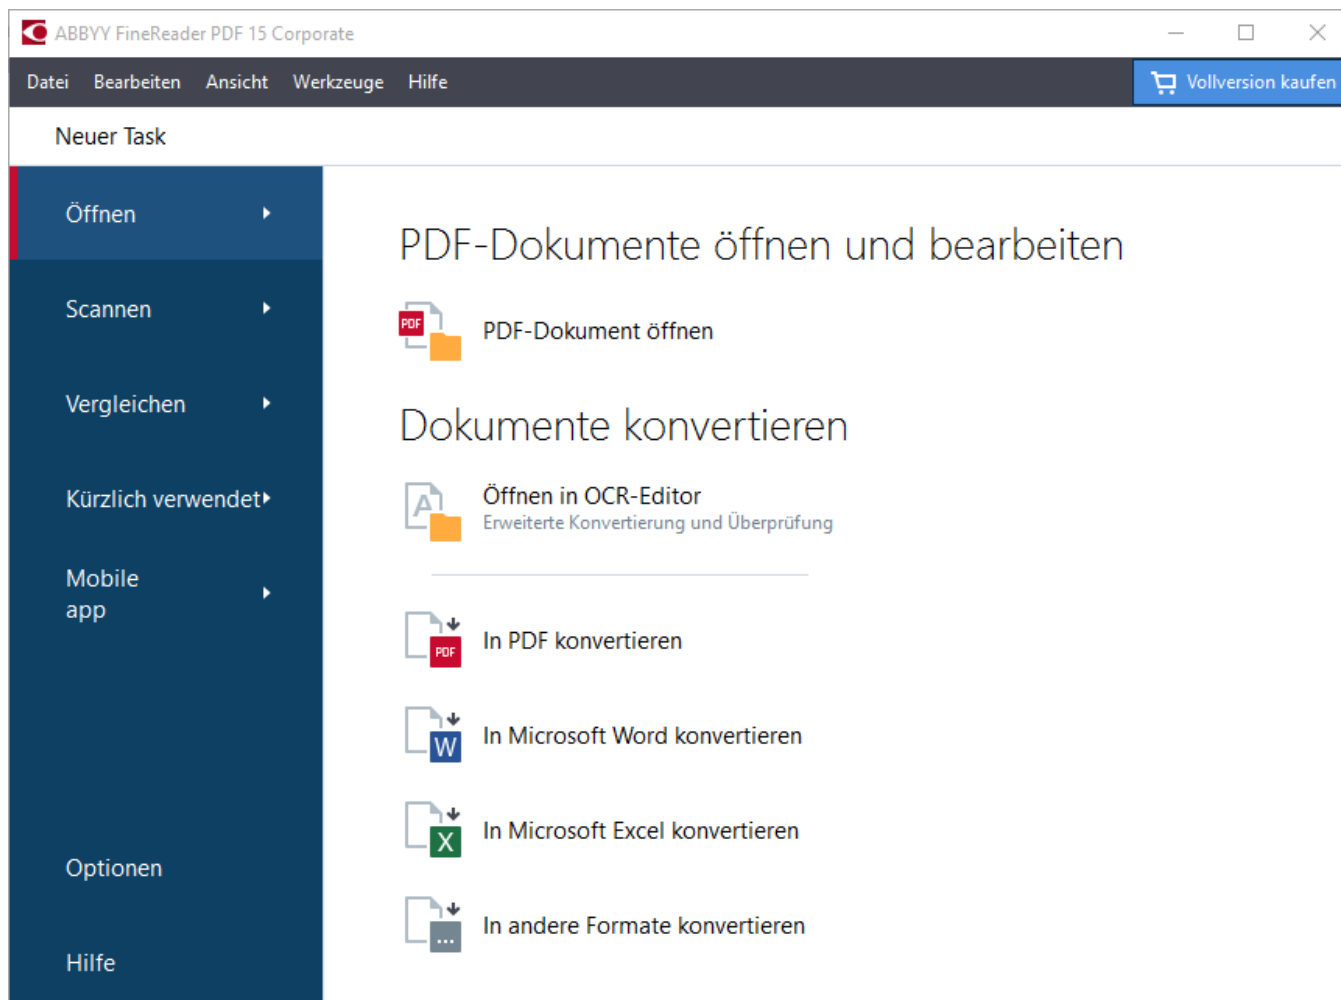 ABBYY FineReader PDF 15 Corporate
Datei Bearbeiten Ansicht Werkzeuge Hilfe Vollversion kaufen
Neuer Task
Öffnen
Scannen
Vergleichen
Kürzlich verwendet
Mobile
app
Optionen
Hilfe
PDF-Dokumente öffnen und bearbeiten
PDF
PDF-Dokument öffnen
Dokumente konvertieren
A
Öffnen in OCR-Editor
Erweiterte Konvertierung und Überprüfung
PDF
In PDF konvertieren
W
In Microsoft Word konvertieren
X
In Microsoft Excel konvertieren
...
In andere Formate konvertieren